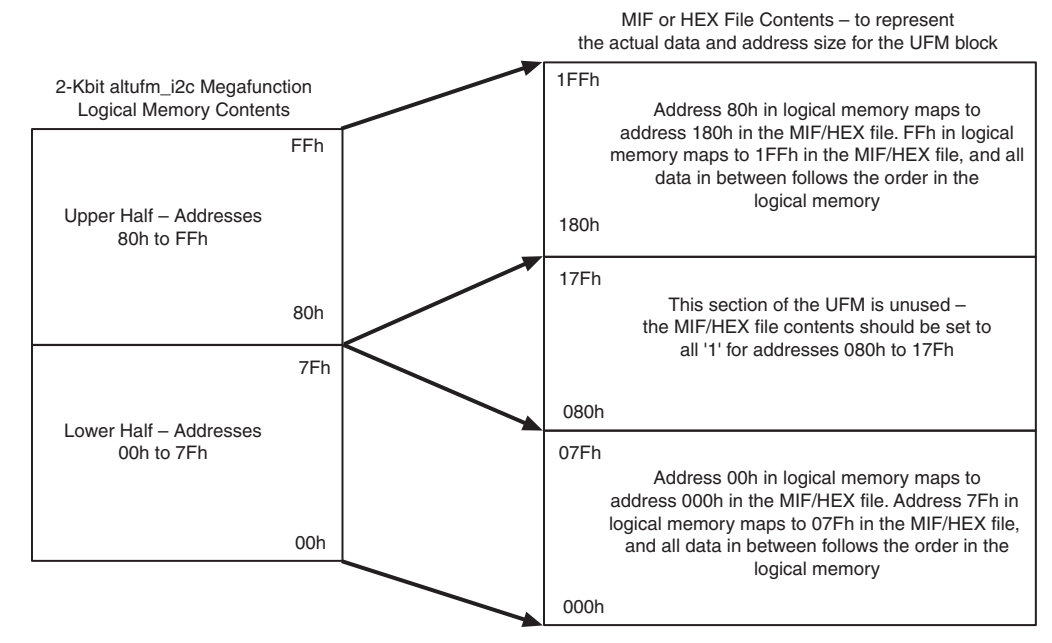 MIF or HEX File Contents – to represent
the actual data and address size for the UFM block
2-Kbit altufm_i2c Megafunction
Logical Memory Contents
FFh
Upper Half – Addresses
80h to FFh
80h
7Fh
Lower Half – Addresses
00h to 7Fh
00h
1FFh
Address 80h in logical memory maps to
address 180h in the MIF/HEX file. FFh in logical
memory maps to 1FFh in the MIF/HEX file, and all
data in between follows the order in the
logical memory
180h
17Fh
This section of the UFM is unused –
the MIF/HEX file contents should be set to
all '1' for addresses 080h to 17Fh
080h
07Fh
Address 00h in logical memory maps to
address 000h in the MIF/HEX file. Address 7Fh in
logical memory maps to 07Fh in the MIF/HEX file,
and all data in between follows the order in the
logical memory
000h